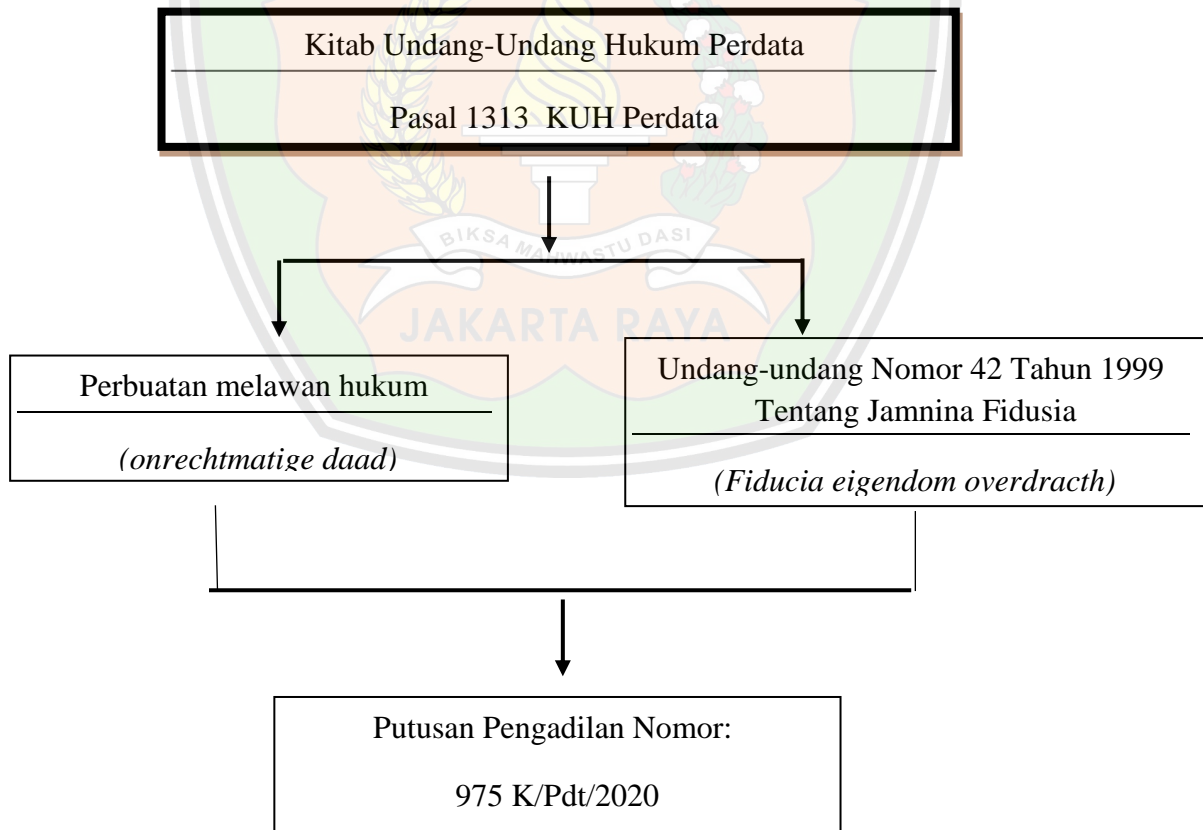 Kitab Undang-Undang Hukum Perdata
Pasal 1313 KUH Perdata
BIKSA MAHWASTU DASI
JAKARTA RAYA
Perbuatan melawan hukum
(onrechtmatige daad)
Undang-undang Nomor 42 Tahun 1999
Tentang Jamnina Fidusia
(Fiducia eigendom overdracth)
Putusan Pengadilan Nomor:
975 K/Pdt/2020